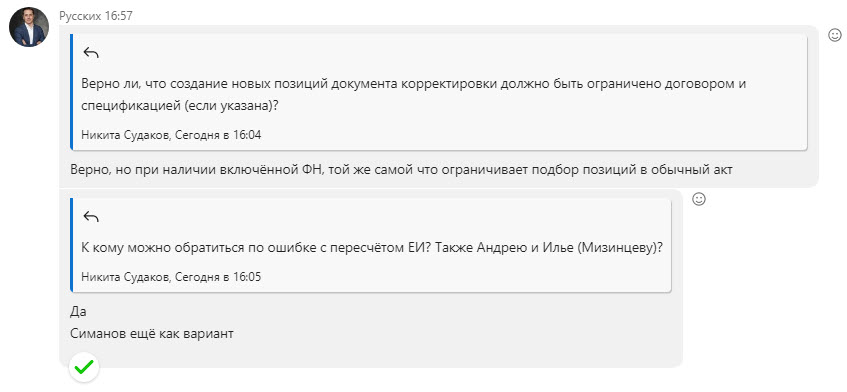 Русских 16:57
Верно ли, что создание новых позиций документа корректировки должно быть ограничено договором и
спецификацией (если указана)?
Никита Судаков, Сегодня в 16:04
Верно, но при наличии включённой ФН, той же самой что ограничивает подбор позиций в обычный акт
К кому можно обратиться по ошибке с пересчётом ЕИ? Также Андрею и Илье (Мизинцеву)?
Никита Судаков, Сегодня в 16:05
Да
Симанов ещё как вариант